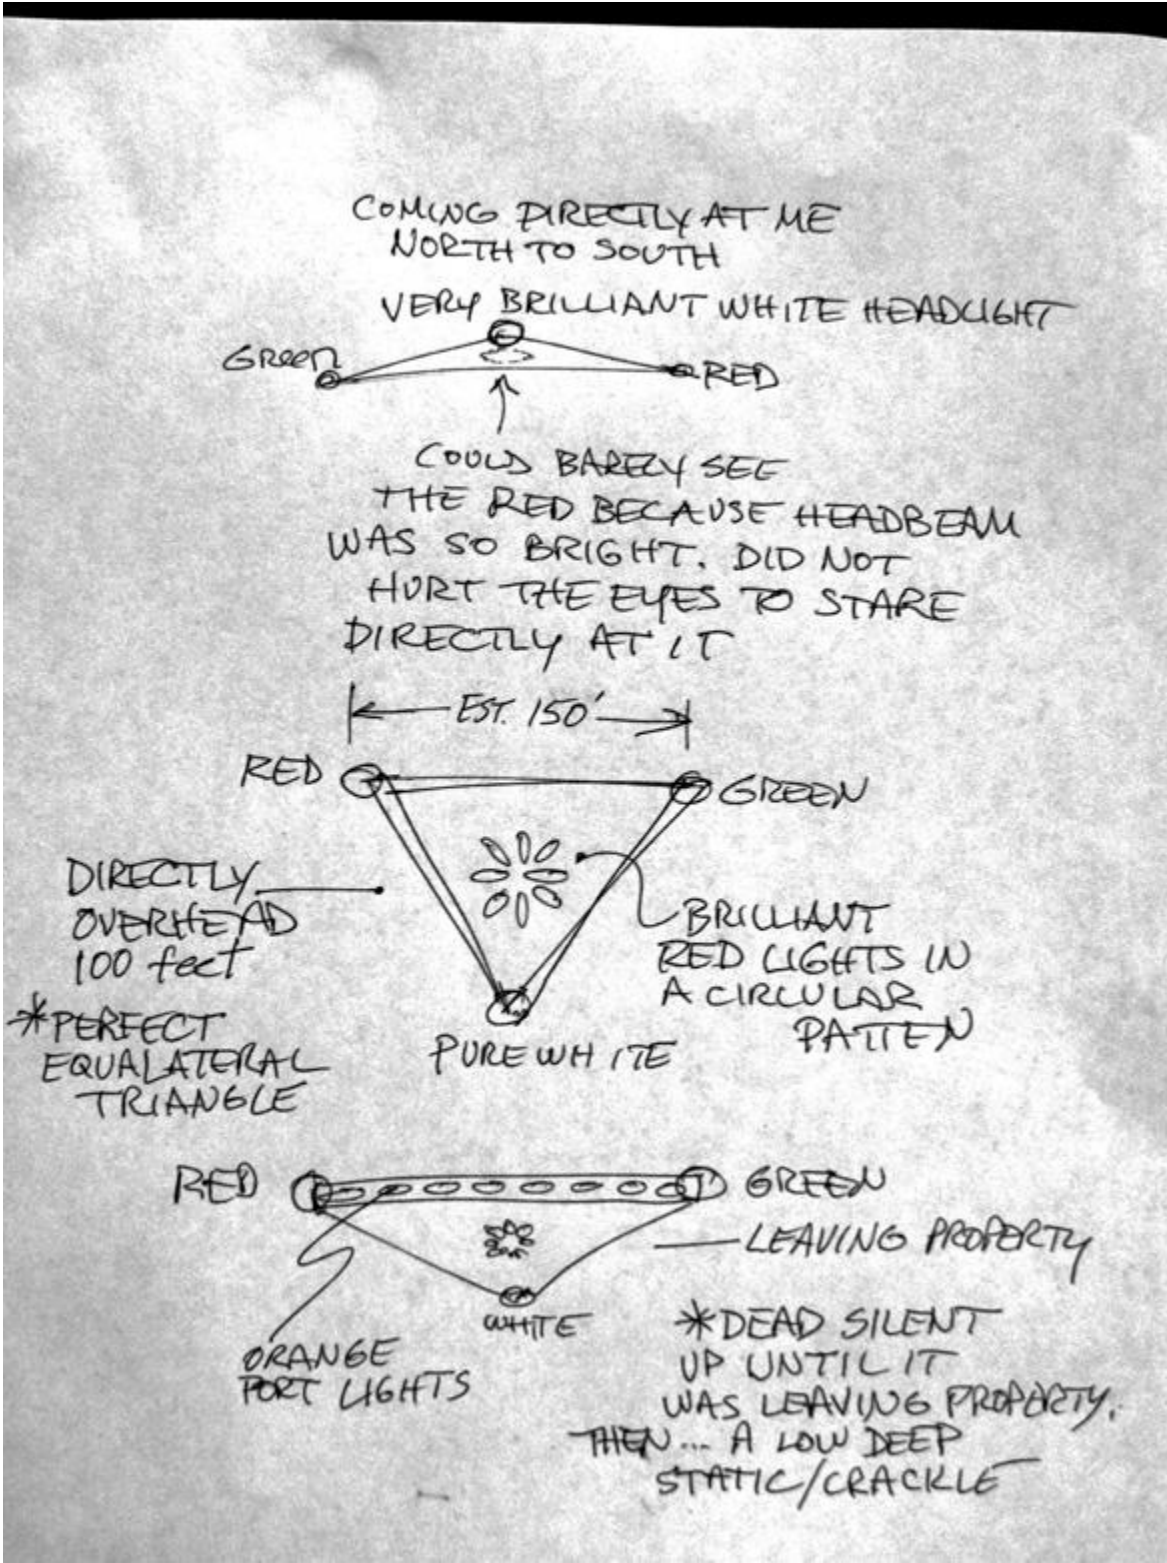 COMING DIRECTLY AT ME
NORTH TO SOUTH
VERY BRILLIANT WHITE HEADLIGHT
Green
RED
COULD BARELY SEE
THE RED BECAUSE HEADBEAM
WAS SO BRIGHT. DID NOT
HURT THE EYES TO STARE
DIRECTLY AT IT
EST. 150'
RED
GREEN
DIRECTLY
OVERHEAD
100 feet
*PERFECT
EQUALATERAL
TRIANGLE
BRILLIANT
RED LIGHTS IN
A CIRCULAR
PATTEN
PURE WHITE
RED
GREEN
LEAVING PROPERTY
WHITE
ORANGE
PORT LIGHTS
*DEAD SILENT
UP UNTIL IT
WAS LEAVING PROPERTY.
THEN... A LOW DEEP
STATIC/CRACKLE